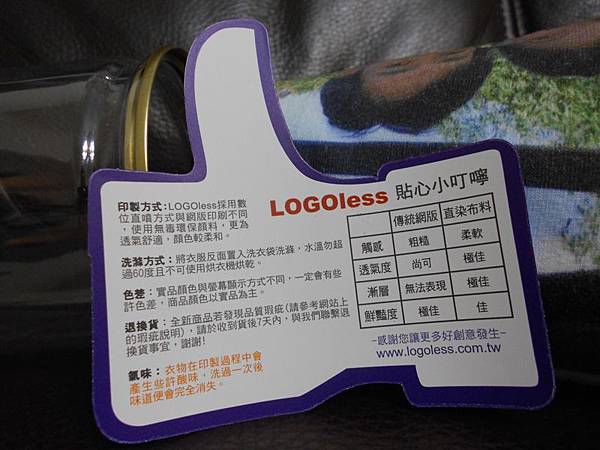 LOGOless 貼心小叮嚀
印製方式:LOGOless採用數
位直噴方式與網版印刷不同
，使用無毒環保顏料，更為
透氣舒適，顏色較柔和。
洗滌方式：將衣服反面置入洗衣袋洗滌，水溫勿超
過60度且不可使用烘衣機烘乾。
色差：實品顏色與螢幕顯示方式不同，一定會有些
許色差，商品顏色以實品為主。
退換貨：全新商品若發現品質瑕疵(請參考網站上
的瑕疵說明)，請於收到貨後7天內，與我們聯繫退
換貨事宜，謝謝!
氣味：衣物在印製過程中會
產生些許酸味，洗過一次後
味道便會完全消失。
傳統網版 直染布料
觸感 粗糙 柔軟
透氣度 尚可 極佳
漸層 無法表現 極佳
鮮豔度 極佳 佳
-感謝您讓更多好創意發生-
www.logoless.com.tw